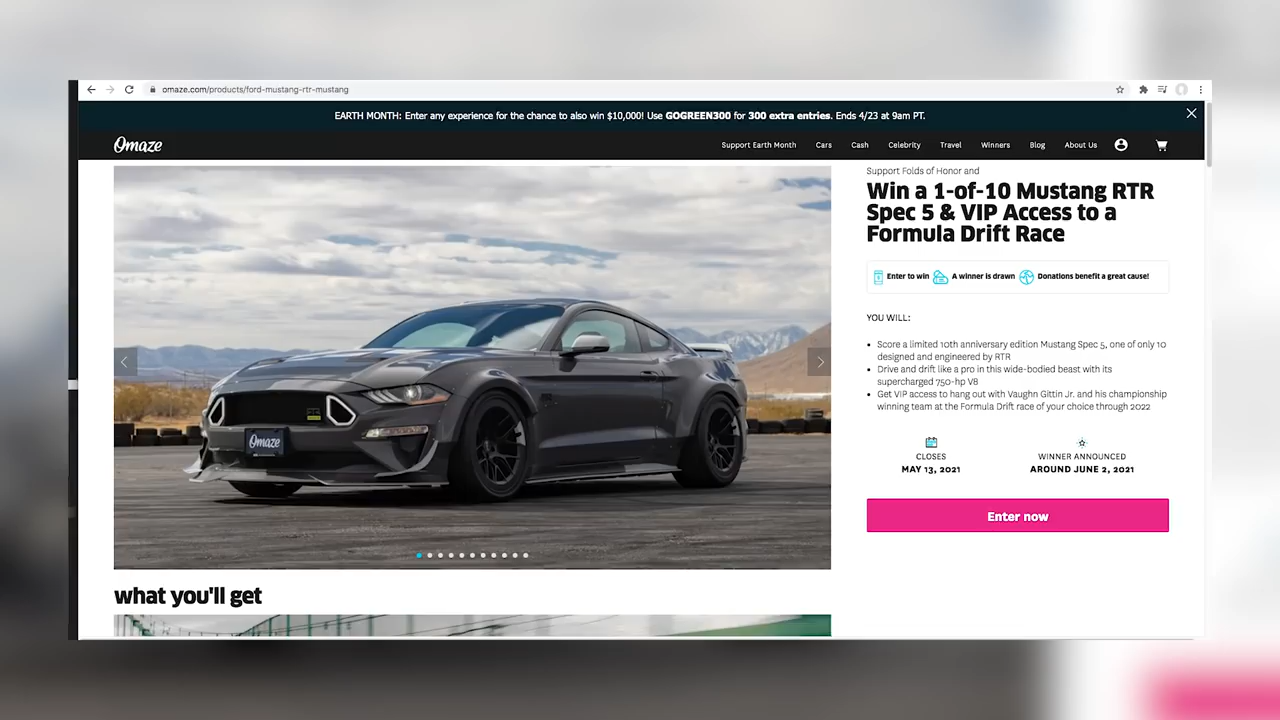 omaze.com/products/ford-mustang-rtr-mustang
EARTH MONTH: Enter any experience for the chance to also win $10,000! Use GOGREEN300 for 300 extra entries. Ends 4/23 at 9am PT.
Omaze
Support Earth Month Cars Cash Celebrity Travel Winners Blog About Us
Support Folds of Honor and
Win a 1-of-10 Mustang RTR
Spec 5 & VIP Access to a
Formula Drift Race
Enter to win A winner is drawn Donations benefit a great cause!
YOU WILL:
Score a limited 10th anniversary edition Mustang Spec 5, one of only 10
designed and engineered by RTR
Drive and drift like a pro in this wide-bodied beast with its
supercharged 750-hp V8
Get VIP access to hang out with Vaughn Gittin Jr. and his championship
winning team at the Formula Drift race of your choice through 2022
CLOSES
MAY 13, 2021
WINNER ANNOUNCED
AROUND JUNE 2, 2021
Enter now
Omaze
what you'll get